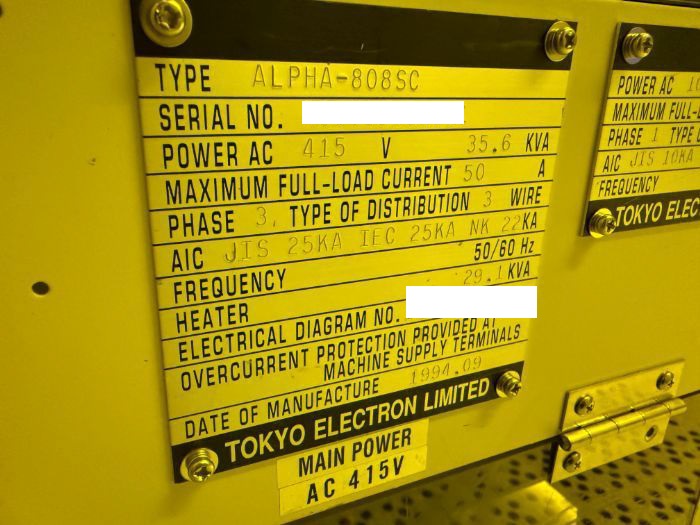 TYPE ALPHA-808SC
SERIAL NO.
POWER AC 415 V 35.6 KVA
MAXIMUM FULL-LOAD CURRENT 50 A
PHASE 3, TYPE OF DISTRIBUTION 3 WIRE
AIC JIS 25KA IEC 25KA NK 22KA
FREQUENCY 50/60 Hz
HEATER 29.1 KVA
ELECTRICAL DIAGRAM NO.
OVERCURRENT PROTECTION PROVIDED AT
MACHINE SUPPLY TERMINALS
DATE OF MANUFACTURE 1994.09
TOKYO ELECTRON LIMITED
MAIN POWER
AC 415V
POWER AC
MAXIMUM FULL-
PHASE 1 TYPE
AIC JIS 10KA
FREQUENCY
TOKYO ELEC